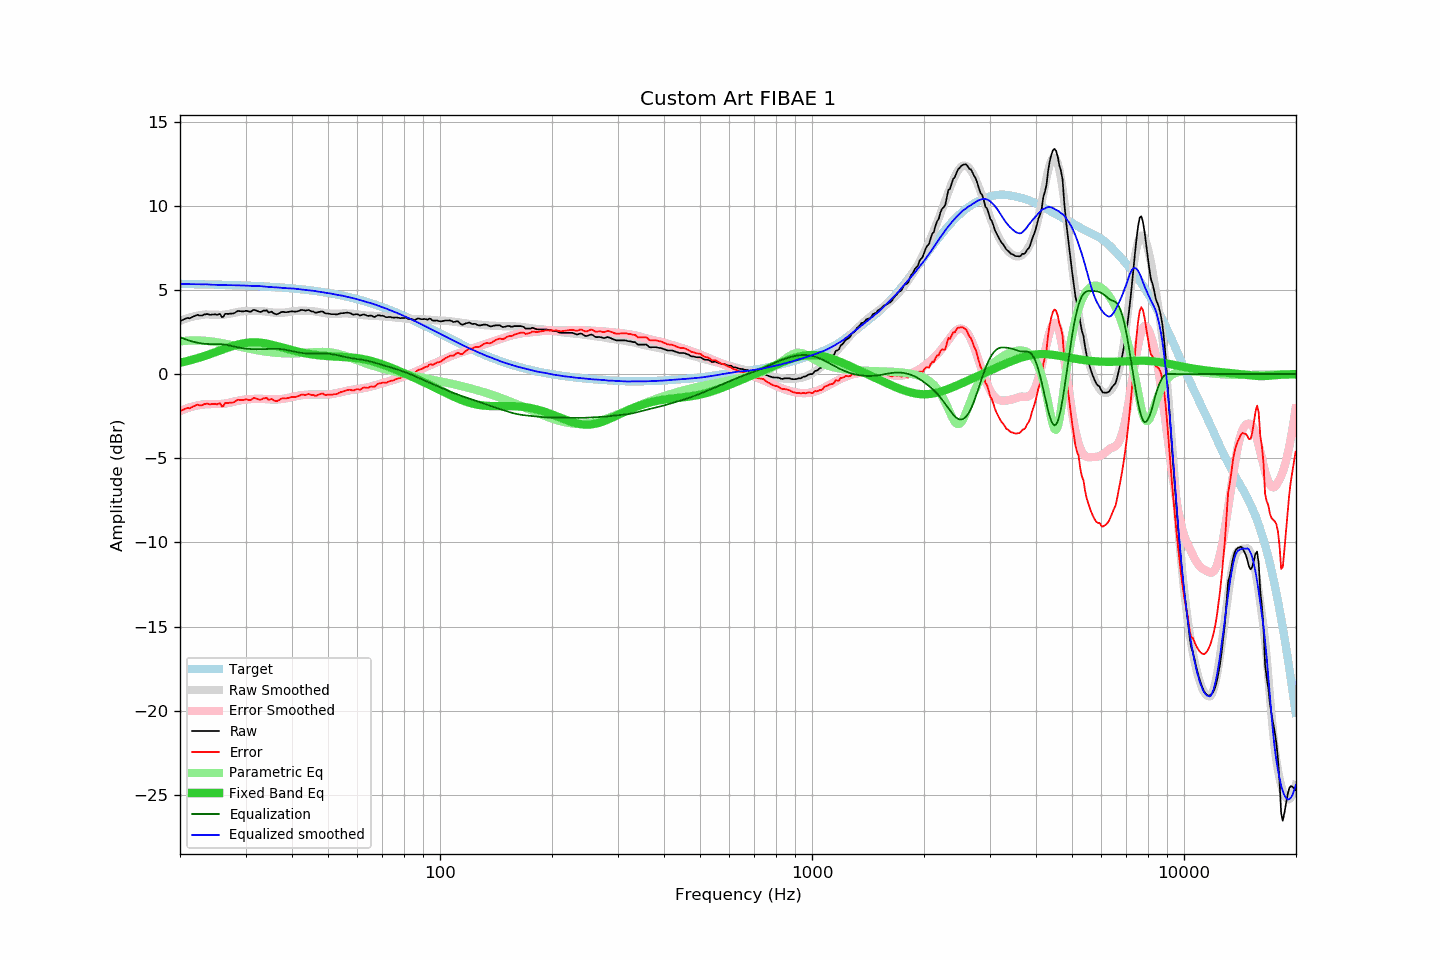 Custom Art FIBAE 1
15
10
5
0
−5
−10
−15
−20
−25
Amplitude (dBr)
Target
Raw Smoothed
Error Smoothed
Raw
Error
Parametric Eq
Fixed Band Eq
Equalization
Equalized smoothed
100 1000 10000
Frequency (Hz)